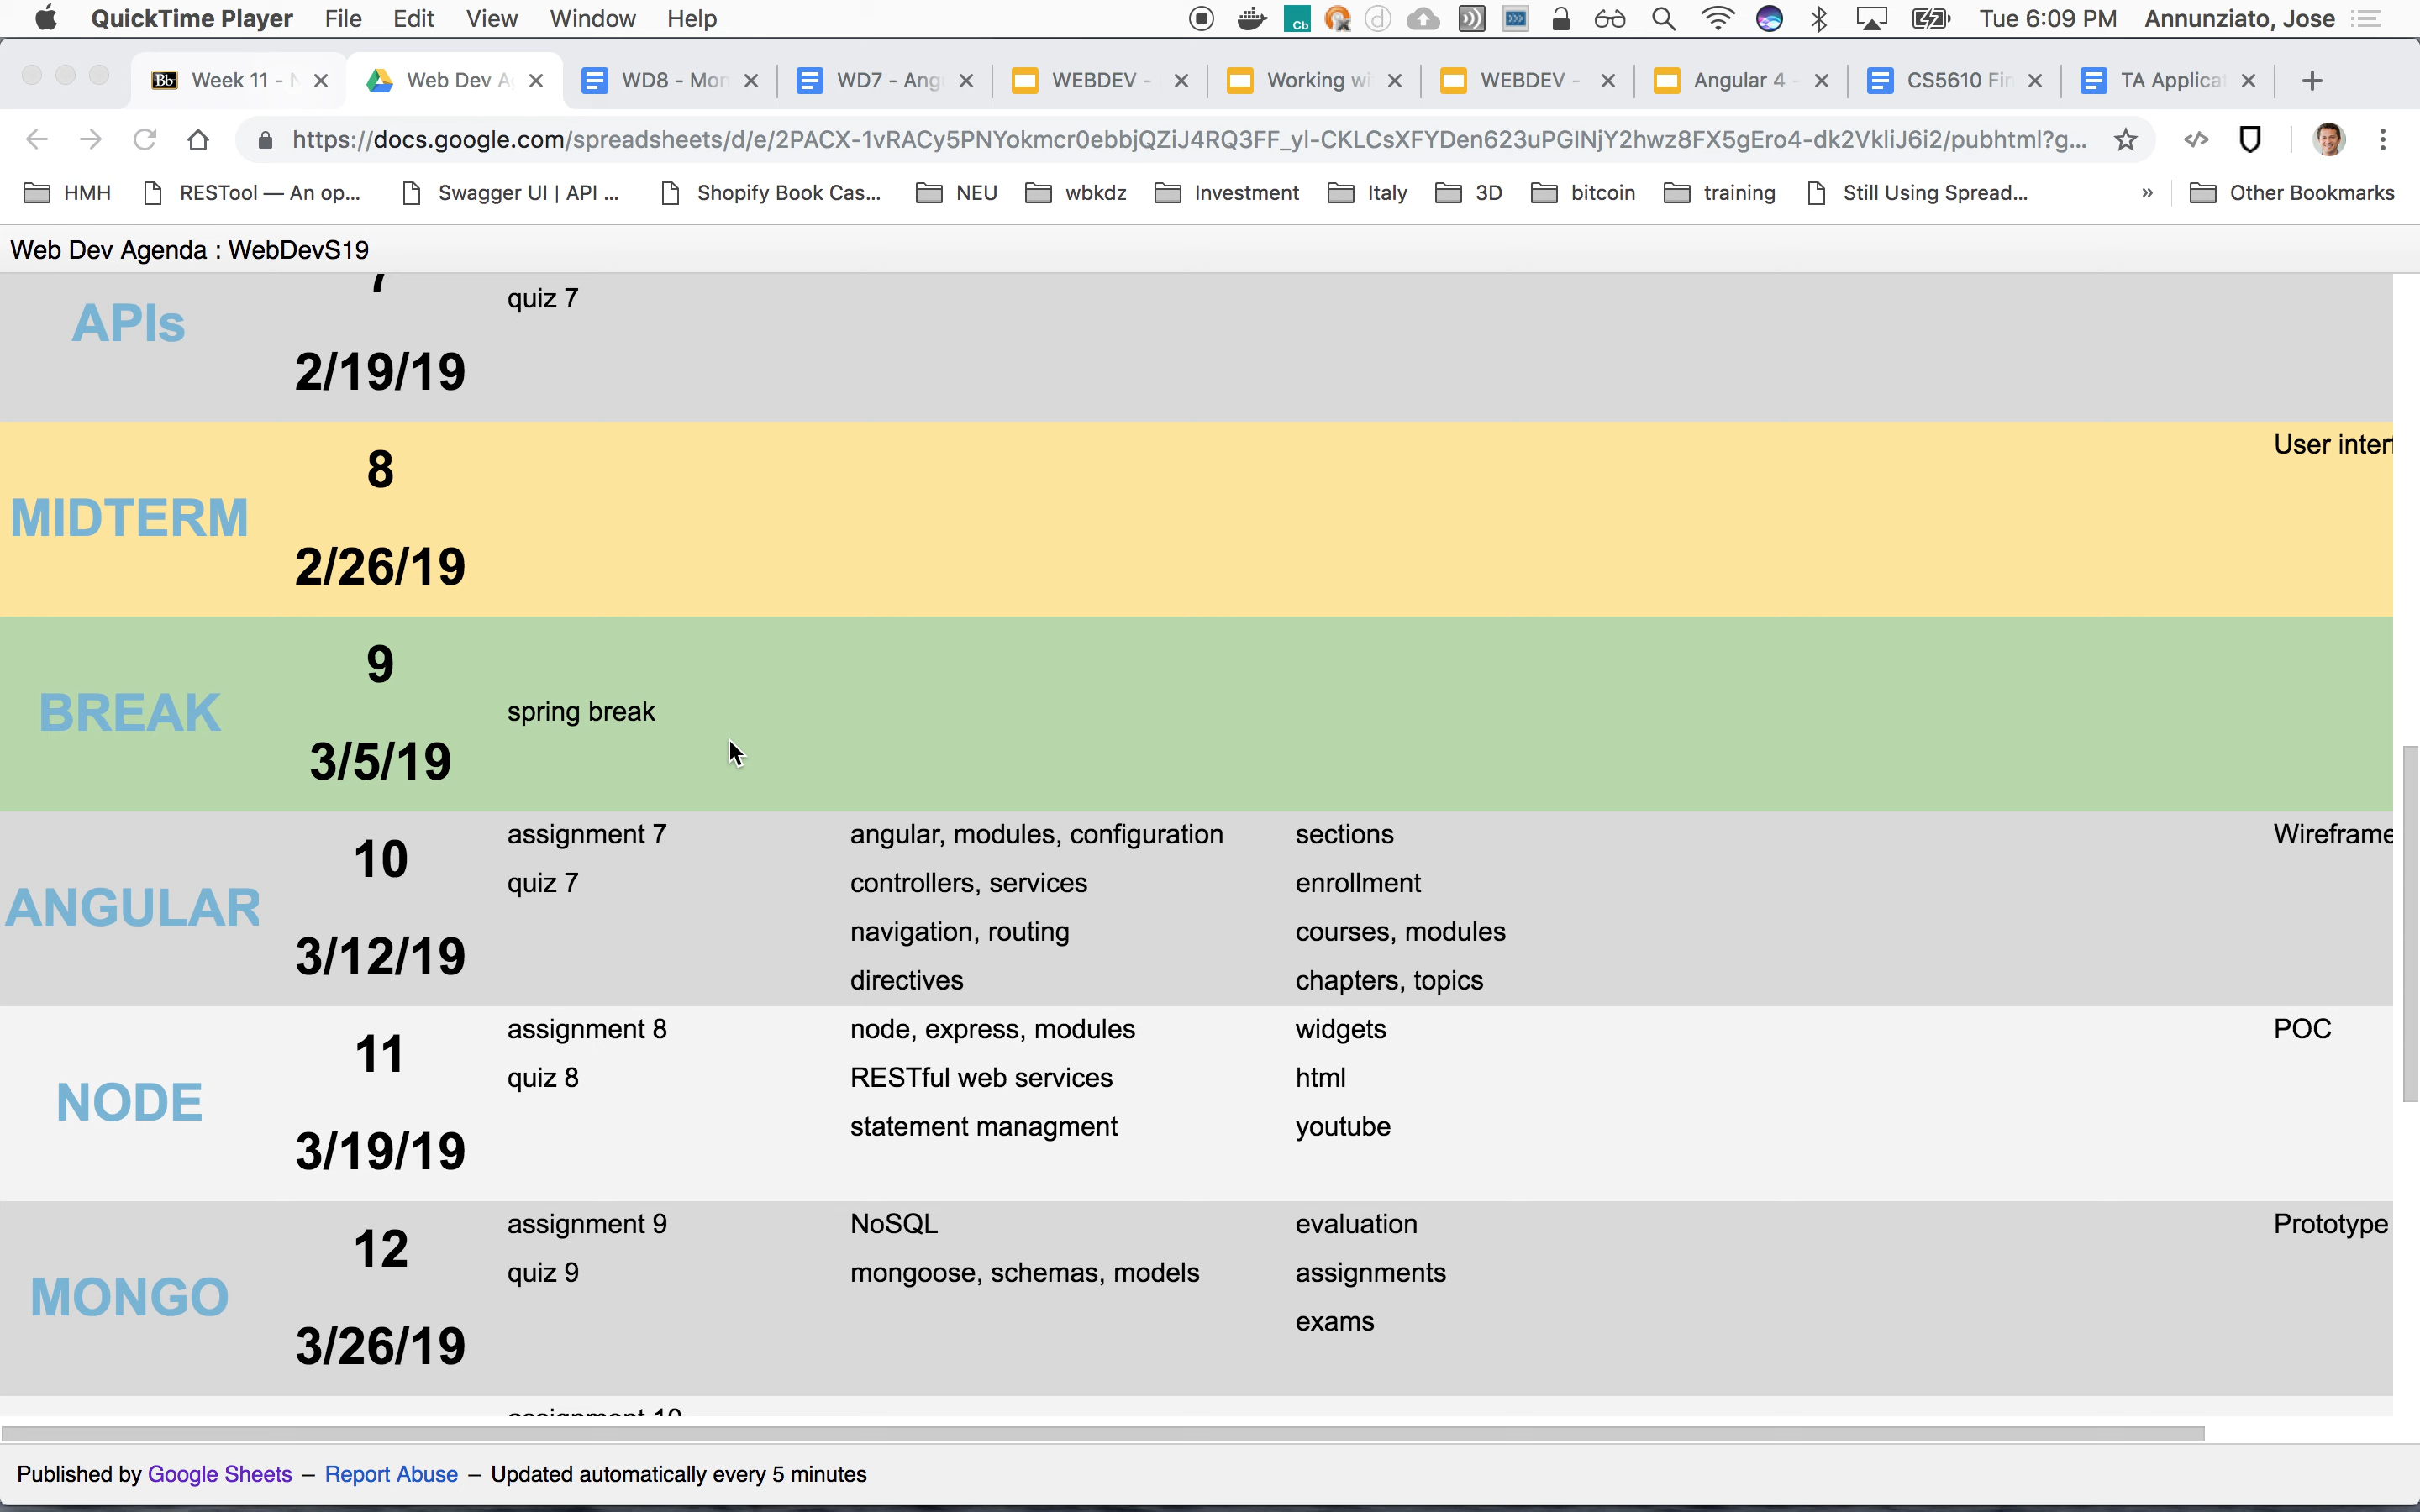 QuickTime Player File Edit View Window Help Tue 6:09 PM Annunziato, Jose
Bb Week 11 - Web Dev A WD8 - Mon WD7 - Ang WEBDEV - Working wi WEBDEV - Angular 4 - CS5610 Fin TA Applicat
https://docs.google.com/spreadsheets/d/e/2PACX-1vRACy5PNYokmcr0ebbjQZiJ4RQ3FF_yl-CKLCsXFYDen623uPGINjY2hwz8FX5gEro4-dk2VkliJ6i2/pubhtml?g...
HMH RESTool — An op... Swagger UI | API ... Shopify Book Cas... NEU wbkdz Investment Italy 3D bitcoin training Still Using Spread... » Other Bookmarks
Web Dev Agenda : WebDevS19
7
quiz 7
APIs
2/19/19
8
User interf
MIDTERM
2/26/19
9
BREAK
spring break
3/5/19
assignment 7 angular, modules, configuration sections Wireframe
10
quiz 7 controllers, services enrollment
ANGULAR
navigation, routing courses, modules
3/12/19
directives chapters, topics
assignment 8 node, express, modules widgets POC
11
quiz 8 RESTful web services html
NODE
statement managment youtube
3/19/19
assignment 9 NoSQL evaluation Prototype
12
quiz 9 mongoose, schemas, models assignments
MONGO
exams
3/26/19
assignment 10
Published by Google Sheets – Report Abuse – Updated automatically every 5 minutes